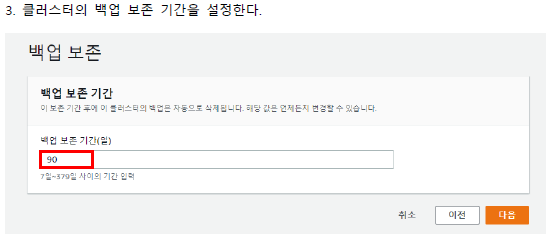 3. 클러스터의 백업 보존 기간을 설정한다.
백업 보존
백업 보존 기간
이 보존 기간 후에 이 클러스터의 백업은 자동으로 삭제됩니다. 해당 값은 언제든지 변경할 수 있습니다.
백업 보존 기간(일)
90
7일~379일 사이의 기간 입력
취소 이전 다음